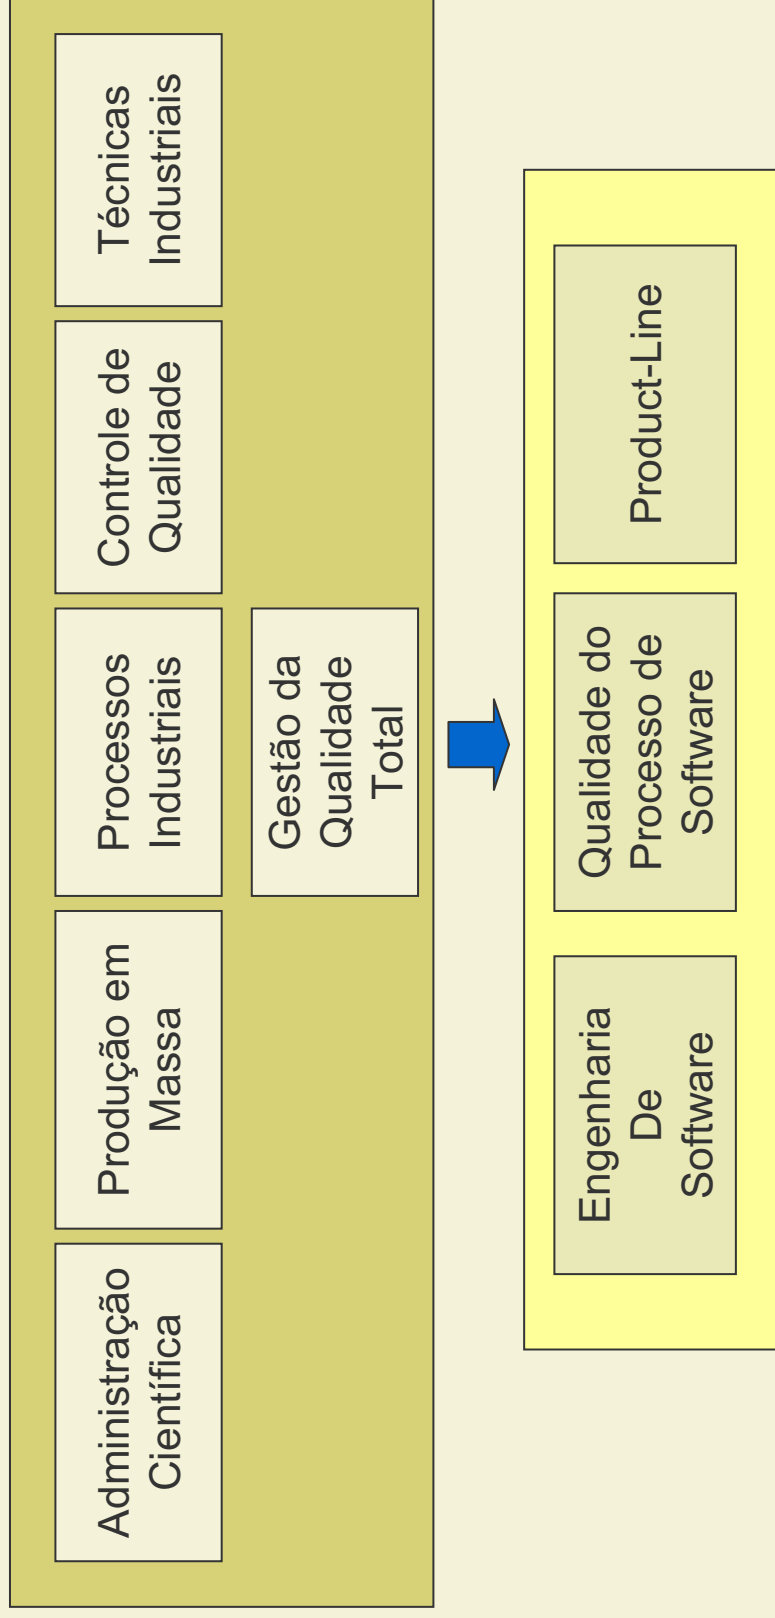 Administração
Científica
Produção em
Massa
Processos
Industriais
Controle de
Qualidade
Técnicas
Industriais
Gestão da
Qualidade
Total
Engenharia
De
Software
Qualidade do
Processo de
Software
Product-Line